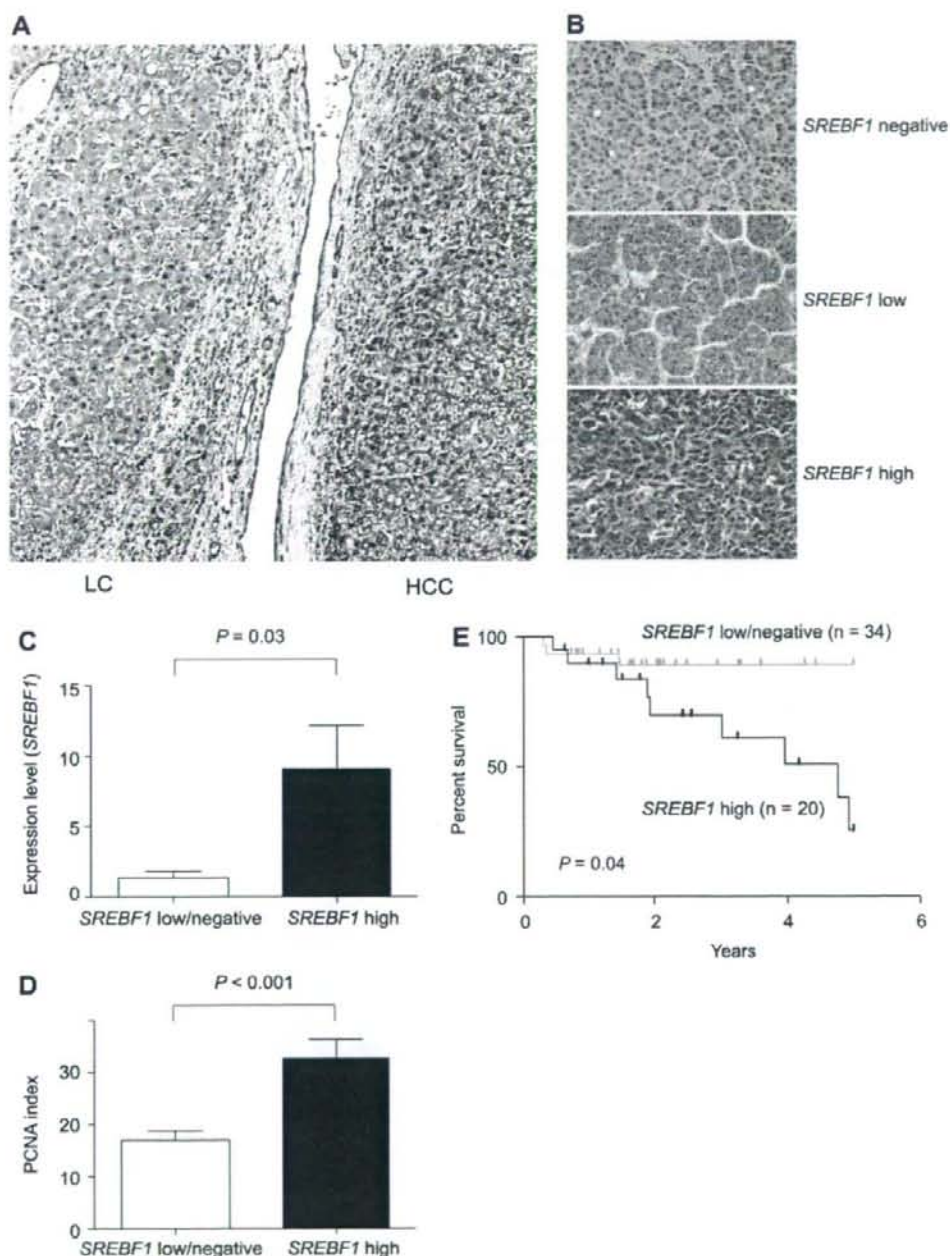 A
B
SREBF1 negative
SREBF1 low
SREBF1 high
LC
HCC
C
P = 0.03
Expression level (SREBF1)
15
10
5
0
SREBF1 low/negative
SREBF1 high
D
P < 0.001
PCNA index
30
20
10
0
SREBF1 low/negative
SREBF1 high
E
SREBF1 low/negative (n = 34)
Percent survival
100
50
0
SREBF1 high (n = 20)
P = 0.04
0
2
4
6
Years